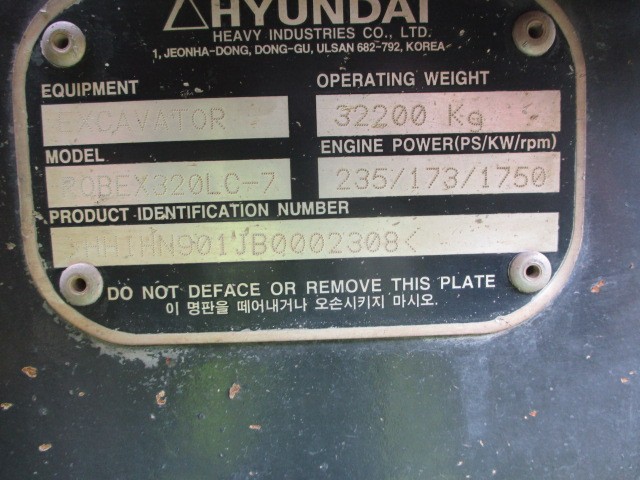 HYUNDAI
HEAVY INDUSTRIES CO., LTD.
1, JEONHA-DONG, DONG-GU, ULSAN 682-792, KOREA
EQUIPMENT
EXCAVATOR
OPERATING WEIGHT
32200 Kg
MODEL
ROBEX320LC-7
ENGINE POWER(PS/KW/rpm)
235/173/1750
PRODUCT IDENTIFICATION NUMBER
HHIHN901JB0002308<
DO NOT DEFACE OR REMOVE THIS PLATE
이 명판을 떼어내거나 오손시키지 마시오.